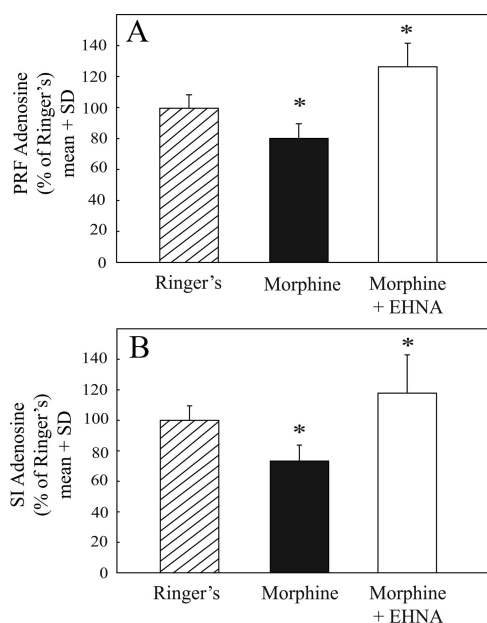 A
PRF Adenosine
(% of Ringer's)
mean + SD
140
120
100
80
60
40
20
0
*
*
Ringer's
Morphine
Morphine
+ EHNA
B
SI Adenosine
(% of Ringer's)
mean + SD
140
120
100
80
60
40
20
0
*
*
Ringer's
Morphine
Morphine
+ EHNA